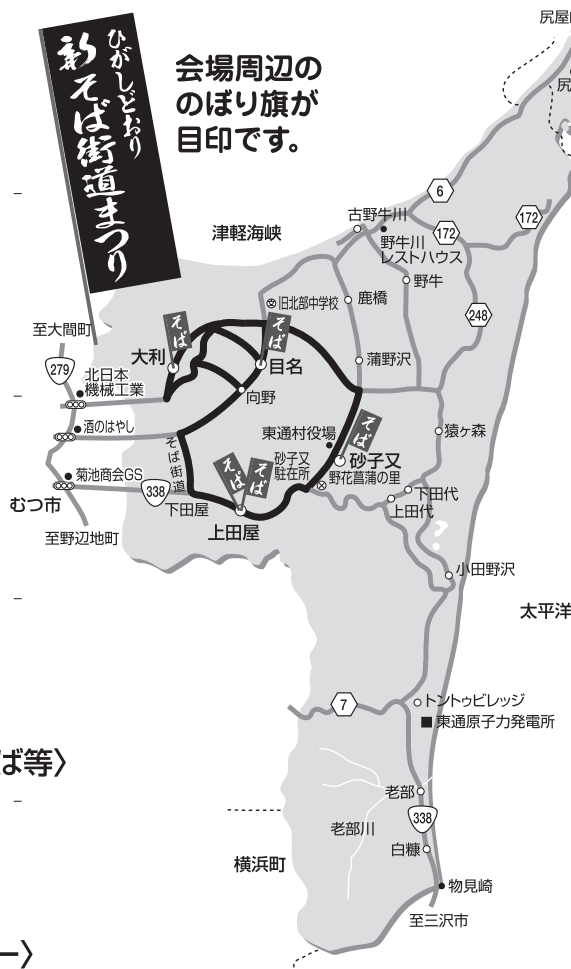 ひがしどおり
新そば街道まつり
会場周辺の
のぼり旗が
目印です。
尻屋
尻
6
172
古野牛川
津軽海峡
野牛川
レストハウス
172
野牛
旧北部中学校
鹿橋
248
そば
そば
至大間町
大利
目名
蒲野沢
279
北日本
機械工業
向野
酒のはやし
そば街道
東通村役場
そば
猿ヶ森
菊池商会GS
砂子又
駐在所
砂子又
野花菖蒲の里
そば
そば
338
下田屋
下田代
上田代
むつ市
上田屋
至野辺地町
小田野沢
太平洋
7
トントゥビレッジ
東通原子力発電所
ば等〉
老部
338
老部川
白糠
横浜町
物見崎
至三沢市
ー〉